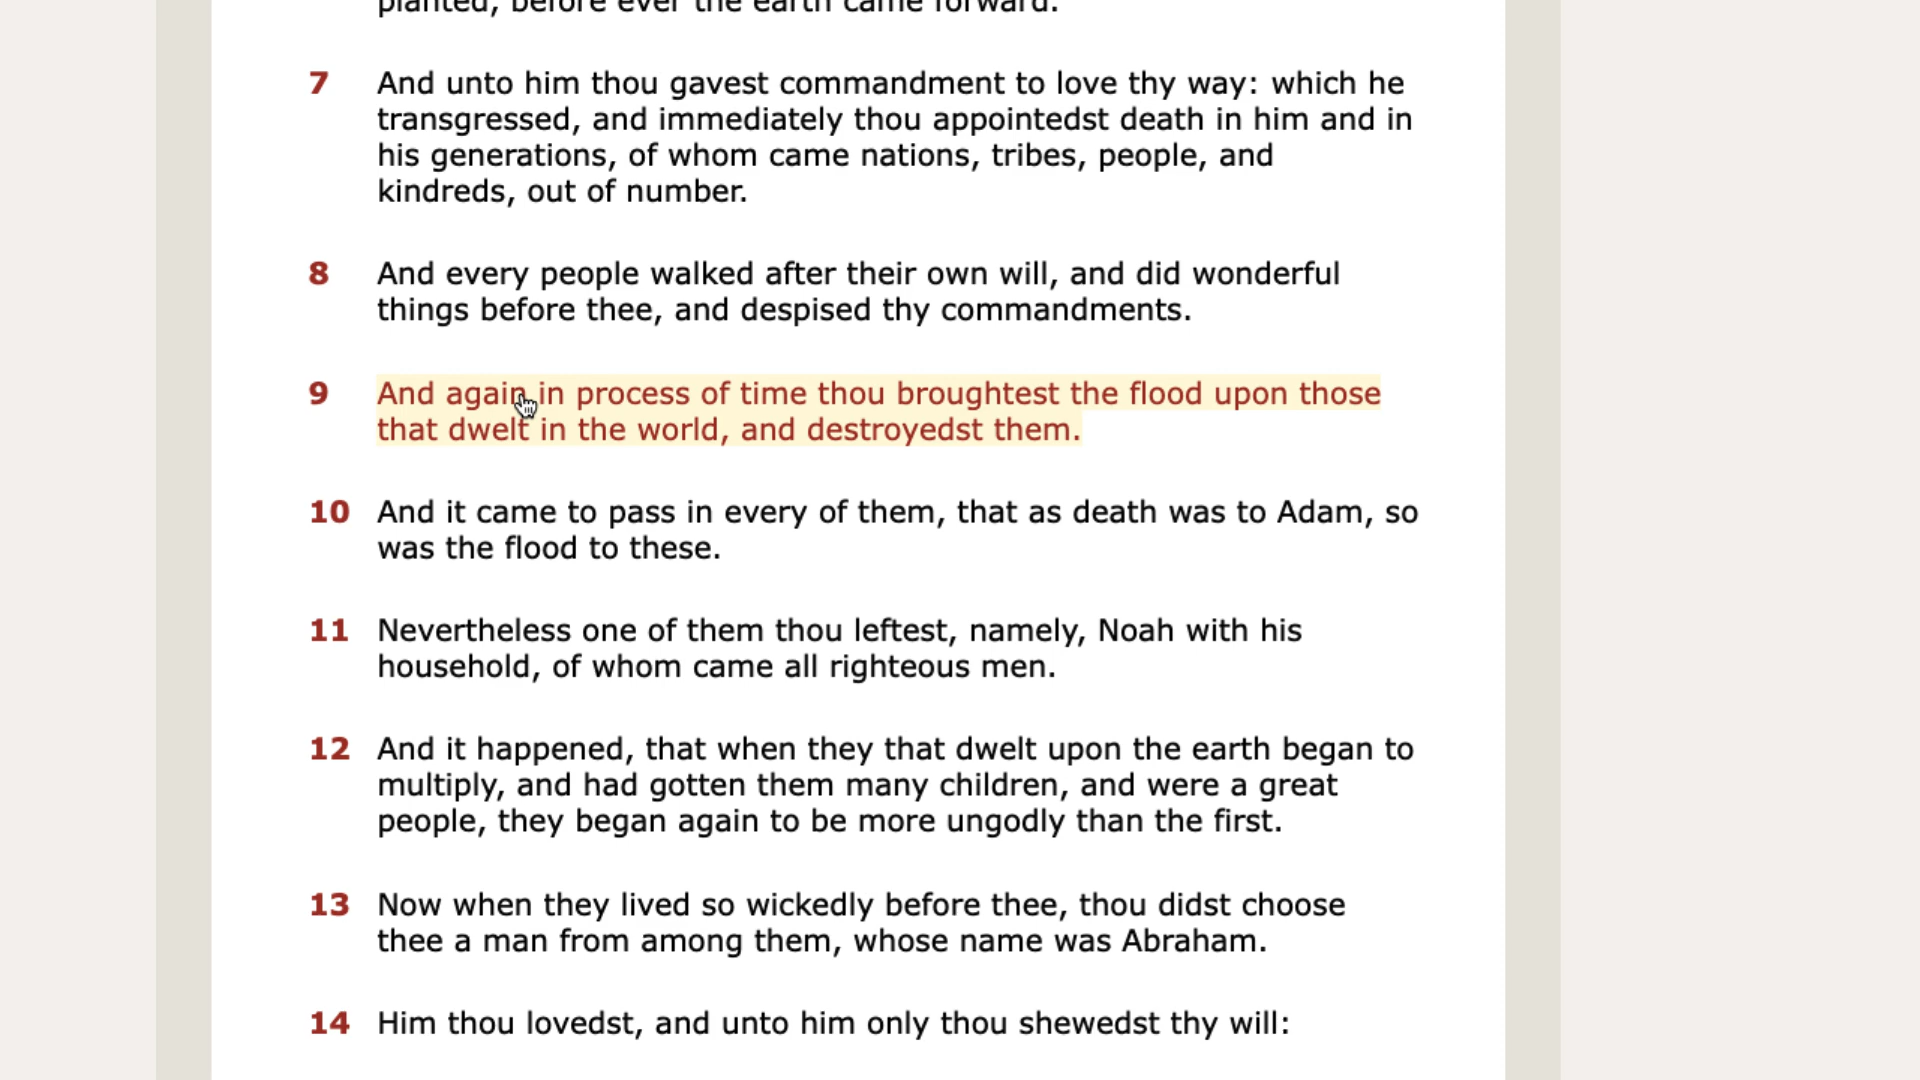 planted, before ever the earth came forward.
7 And unto him thou gavest commandment to love thy way: which he
transgressed, and immediately thou appointedst death in him and in
his generations, of whom came nations, tribes, people, and
kindreds, out of number.
8 And every people walked after their own will, and did wonderful
things before thee, and despised thy commandments.
9 And again in process of time thou broughtest the flood upon those
that dwelt in the world, and destroyedst them.
10 And it came to pass in every of them, that as death was to Adam, so
was the flood to these.
11 Nevertheless one of them thou leftest, namely, Noah with his
household, of whom came all righteous men.
12 And it happened, that when they that dwelt upon the earth began to
multiply, and had gotten them many children, and were a great
people, they began again to be more ungodly than the first.
13 Now when they lived so wickedly before thee, thou didst choose
thee a man from among them, whose name was Abraham.
14 Him thou lovedst, and unto him only thou shewedst thy will: